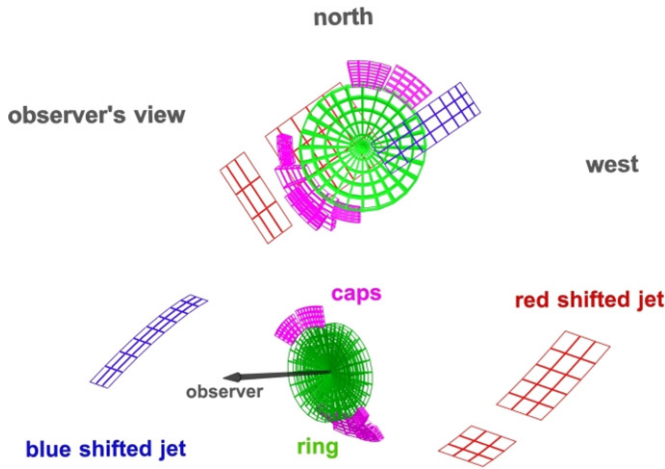 north
observer's view
west
caps
red shifted jet
observer
blue shifted jet
ring